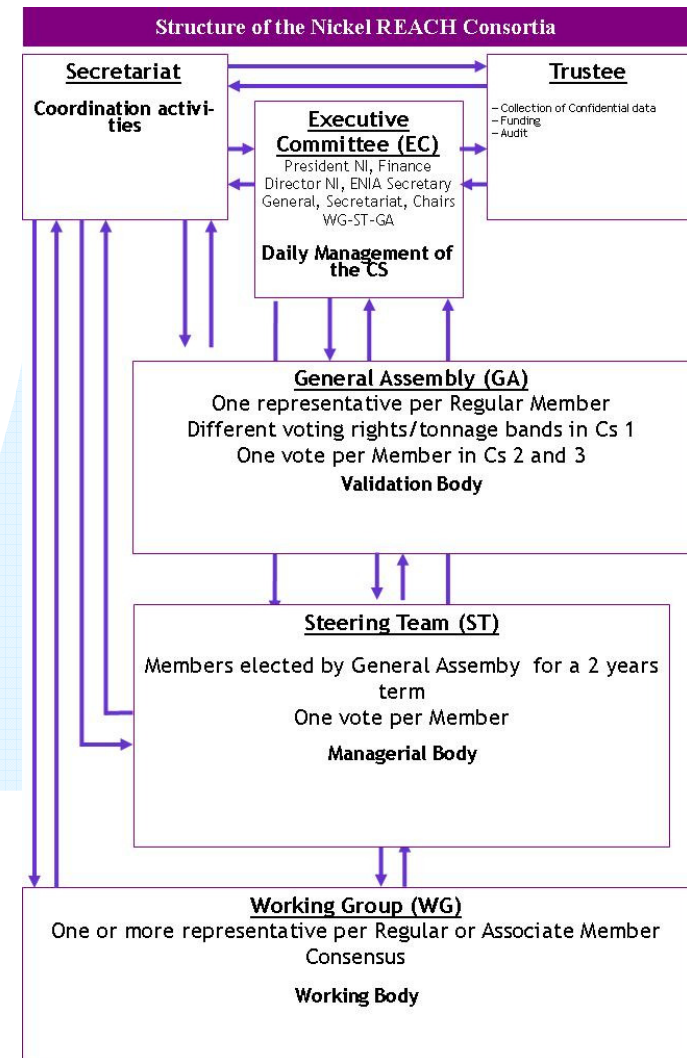 Structure of the Nickel REACH Consortia
Secretariat
Coordination activi-
ties
Executive
Committee (EC)
President NI, Finance
Director NI, ENIA Secretary
General, Secretariat, Chairs
WG-ST-GA
Daily Management of
the CS
Trustee
– Collection of Confidential data
– Funding
– Audit
General Assembly (GA)
One representative per Regular Member
Different voting rights/tonnage bands in Cs 1
One vote per Member in Cs 2 and 3
Validation Body
Steering Team (ST)
Members elected by General Assemby for a 2 years
term
One vote per Member
Managerial Body
Working Group (WG)
One or more representative per Regular or Associate Member
Consensus
Working Body